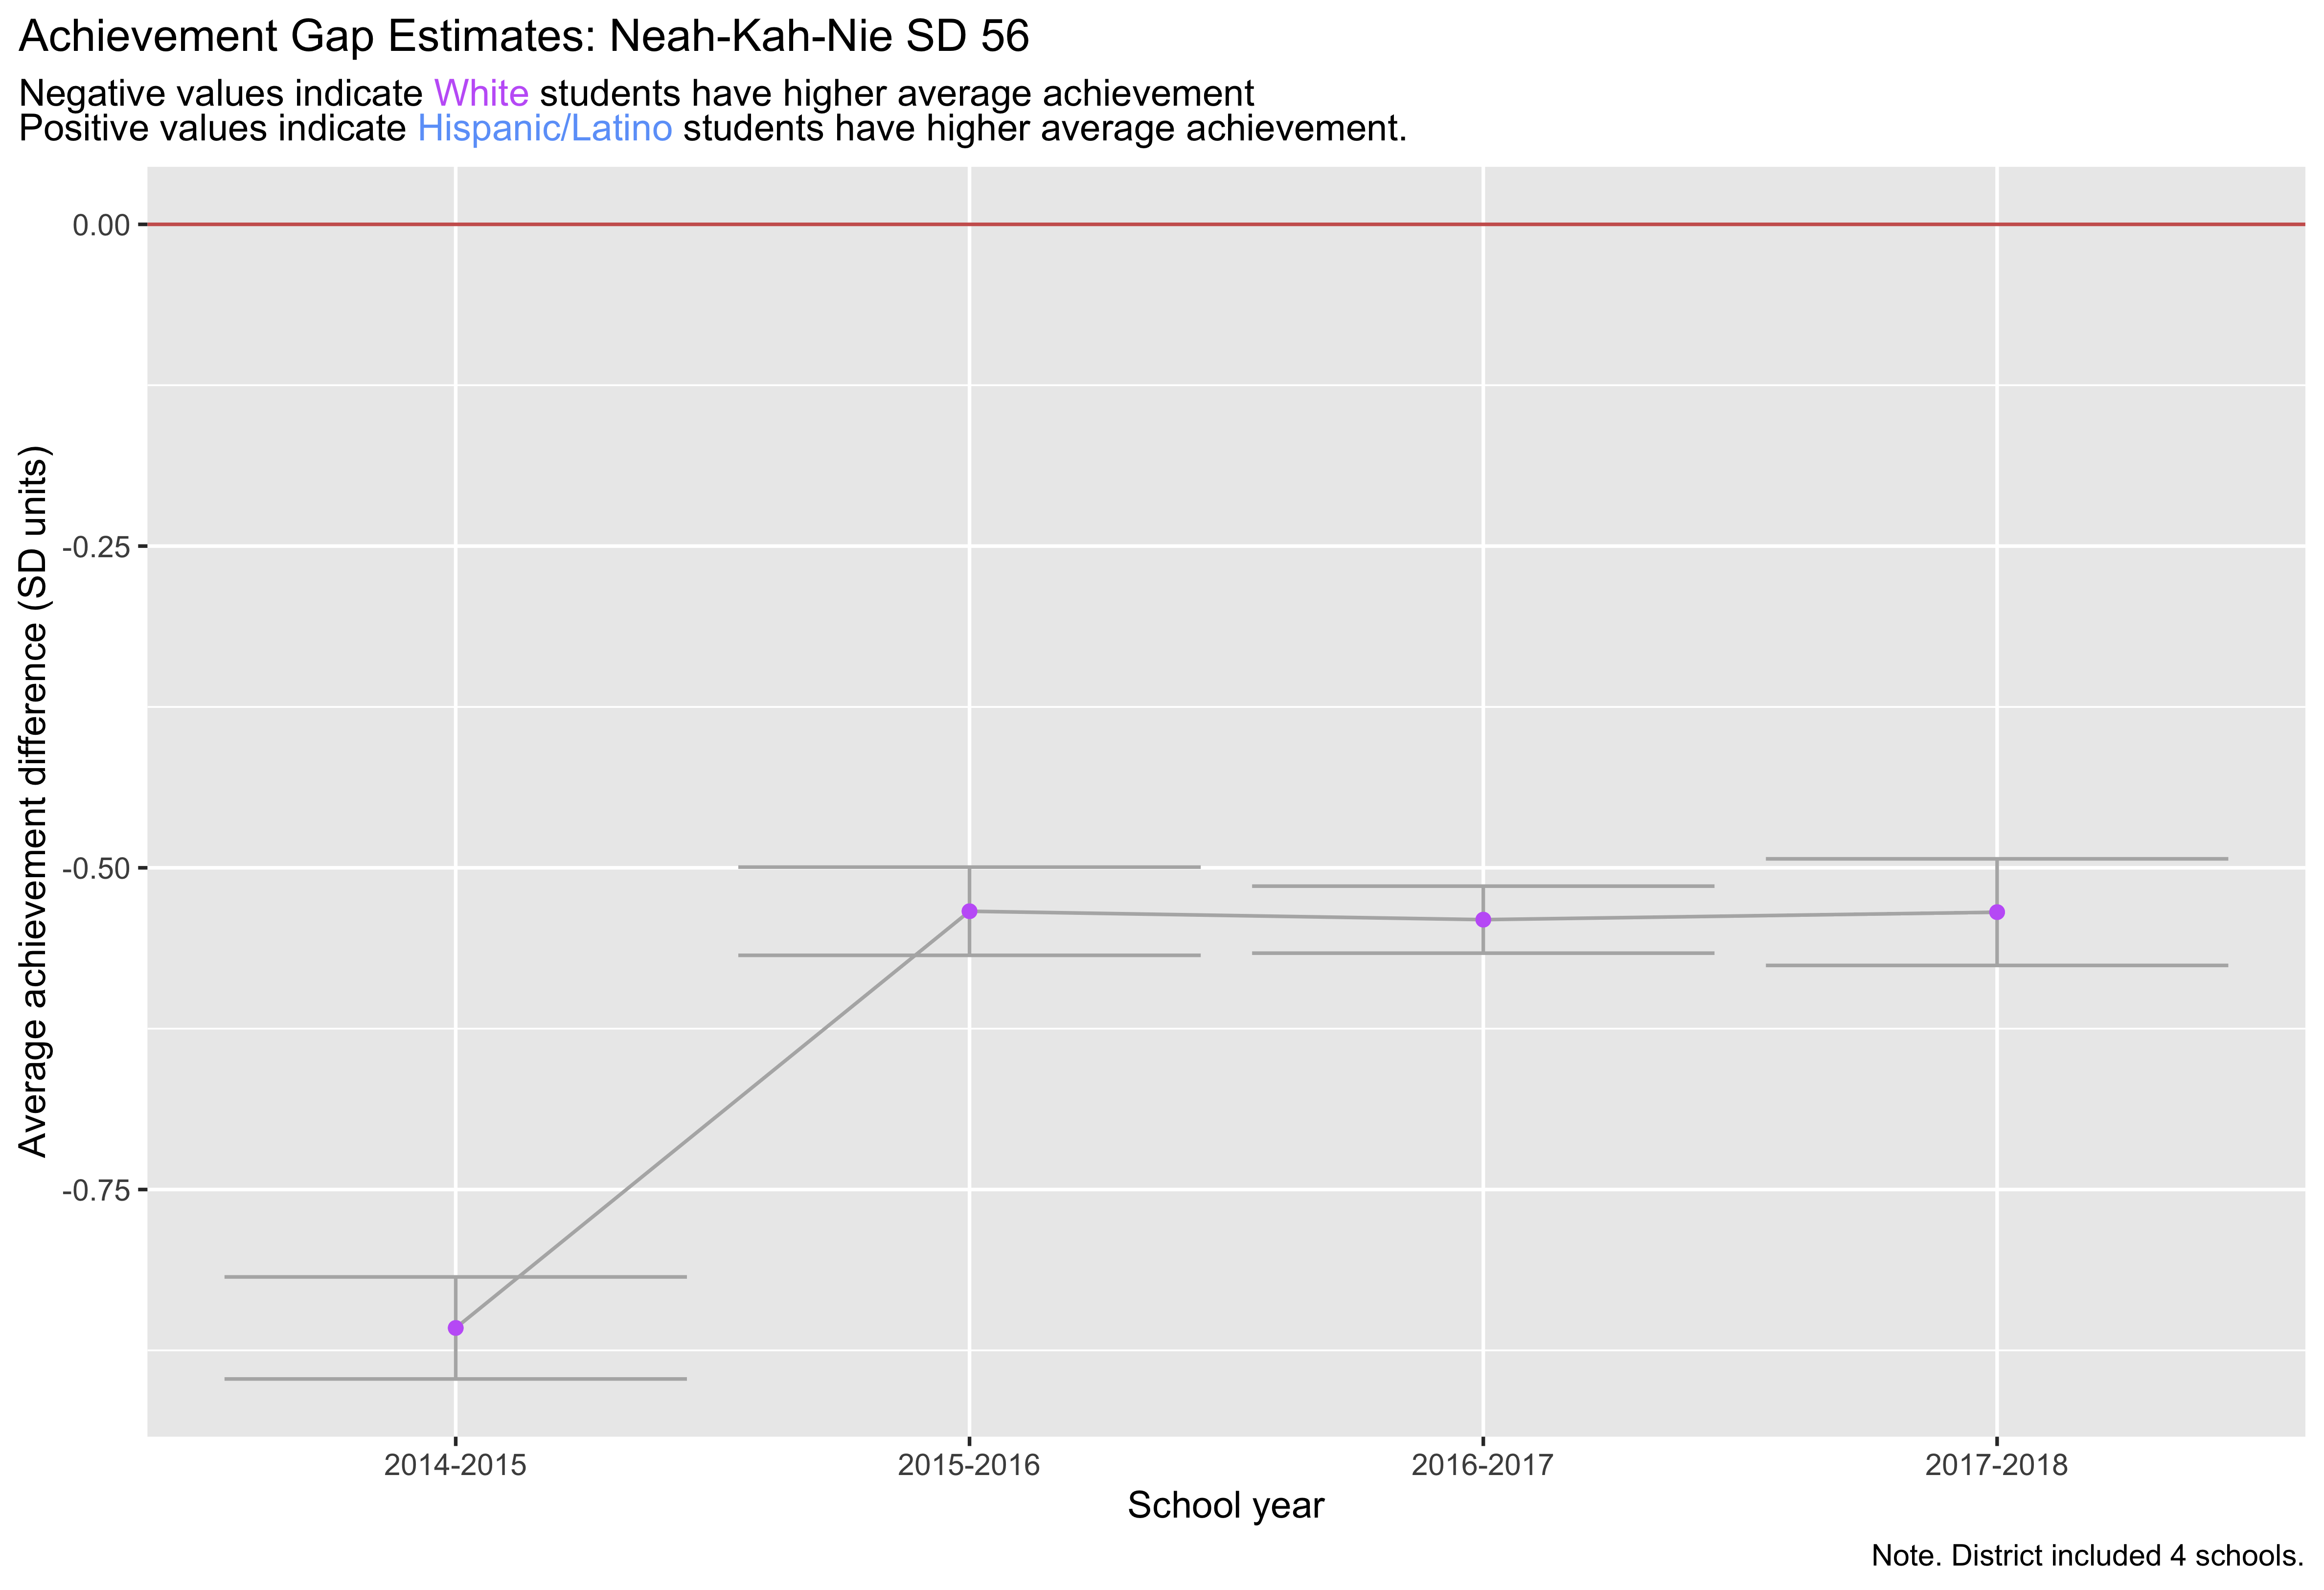 Achievement Gap Estimates: Neah-Kah-Nie SD 56
Negative values indicate White students have higher average achievement
Positive values indicate Hispanic/Latino students have higher average achievement.
Average achievement difference (SD units)
0.00
-0.25
-0.50
-0.75
2014-2015
2015-2016
2016-2017
2017-2018
School year
Note. District included 4 schools.